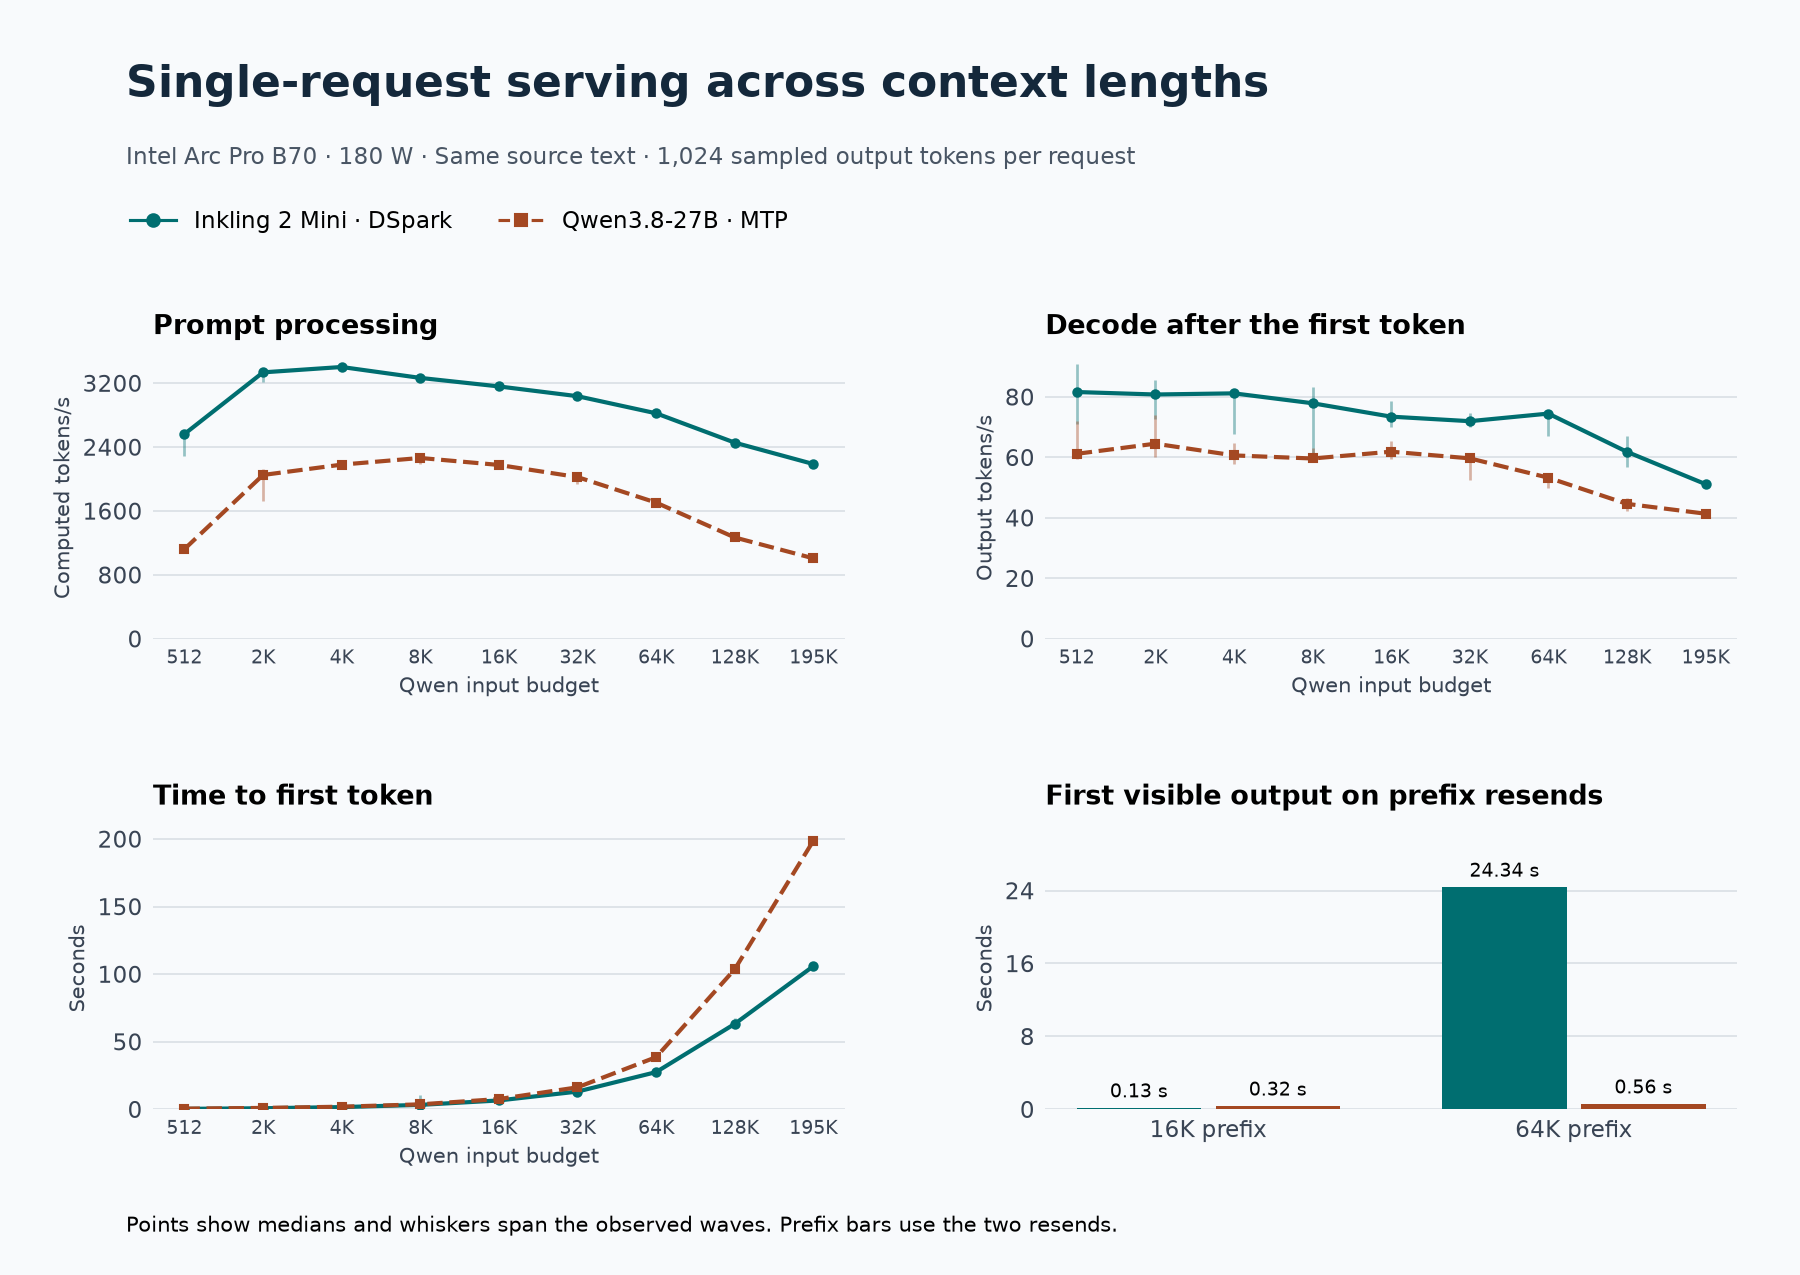 Single-request serving across context lengths
Intel Arc Pro B70 · 180 W · Same source text · 1,024 sampled output tokens per request
Inkling 2 Mini · DSpark
Qwen3.8-27B · MTP
Prompt processing
Computed tokens/s
3200
2400
1600
800
0
512 2K 4K 8K 16K 32K 64K 128K 195K
Qwen input budget
Decode after the first token
Output tokens/s
80
60
40
20
0
512 2K 4K 8K 16K 32K 64K 128K 195K
Qwen input budget
Time to first token
Seconds
200
150
100
50
0
512 2K 4K 8K 16K 32K 64K 128K 195K
Qwen input budget
First visible output on prefix resends
Seconds
24
16
8
0
0.13 s 0.32 s 24.34 s 0.56 s
16K prefix 64K prefix
Points show medians and whiskers span the observed waves. Prefix bars use the two resends.